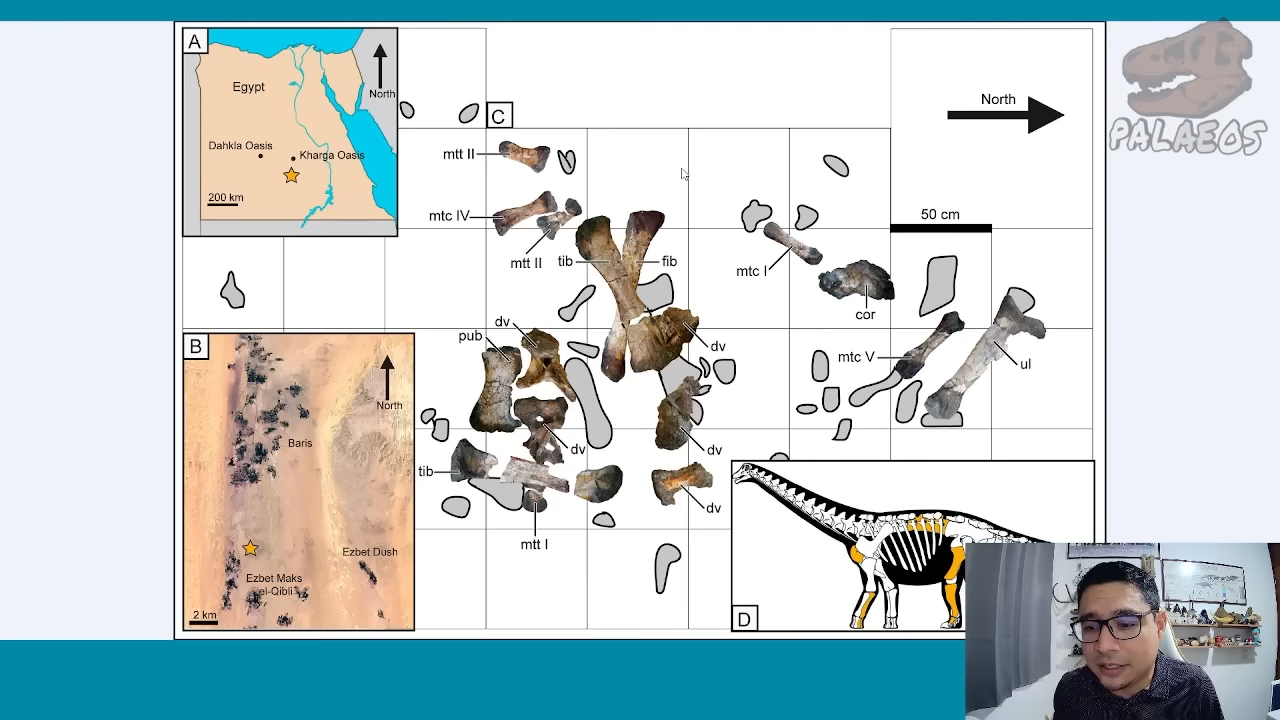 A
Egypt
North
Dahkla Oasis
Kharga Oasis
200 km
C
North
50 cm
PALAEOS
mtt II
mtc IV
mtt II
tib
fib
mtc I
cor
dv
pub
dv
mtc V
ul
dv
dv
tib
dv
mtt I
B
North
Baris
Ezbet Dush
Ezbet Maks
el-Qibli
2 km
D